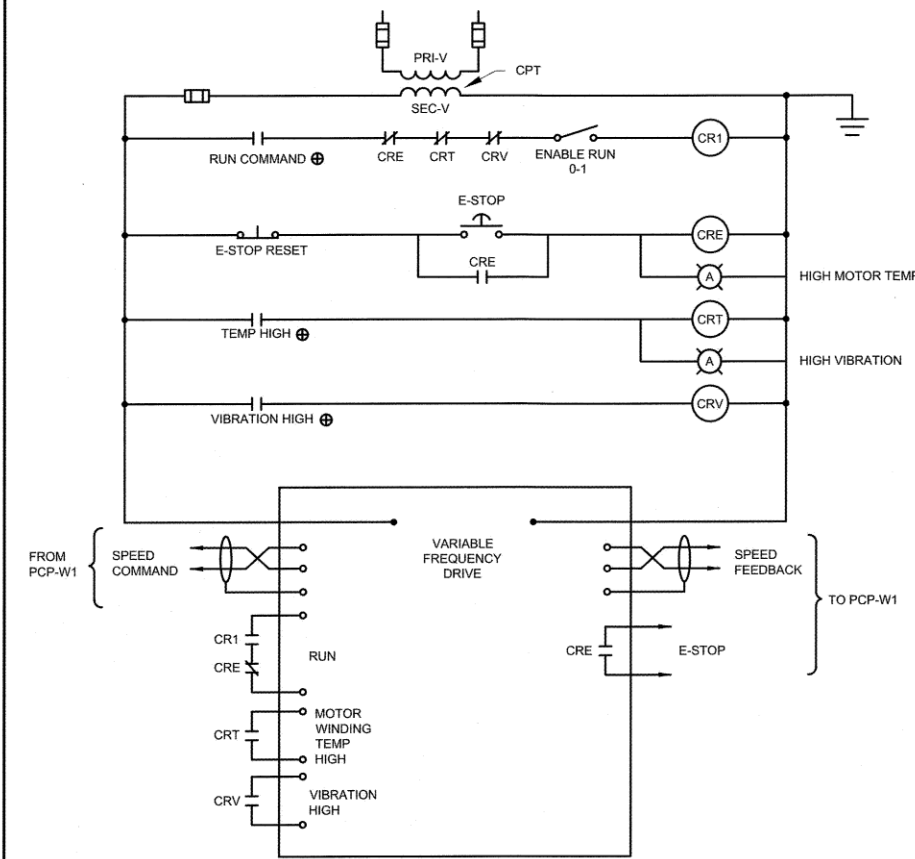 PRI-V
CPT
SEC-V
RUN COMMAND ⊕
CRE
CRT
CRV
ENABLE RUN
0-1
CR1
E-STOP
E-STOP RESET
CRE
CRE
A
HIGH MOTOR TEMP
TEMP HIGH ⊕
CRT
A
HIGH VIBRATION
VIBRATION HIGH ⊕
CRV
FROM
PCP-W1
SPEED
COMMAND
VARIABLE
FREQUENCY
DRIVE
SPEED
FEEDBACK
TO PCP-W1
CR1
CRE
RUN
CRE
E-STOP
CRT
MOTOR
WINDING
TEMP
HIGH
CRV
VIBRATION
HIGH